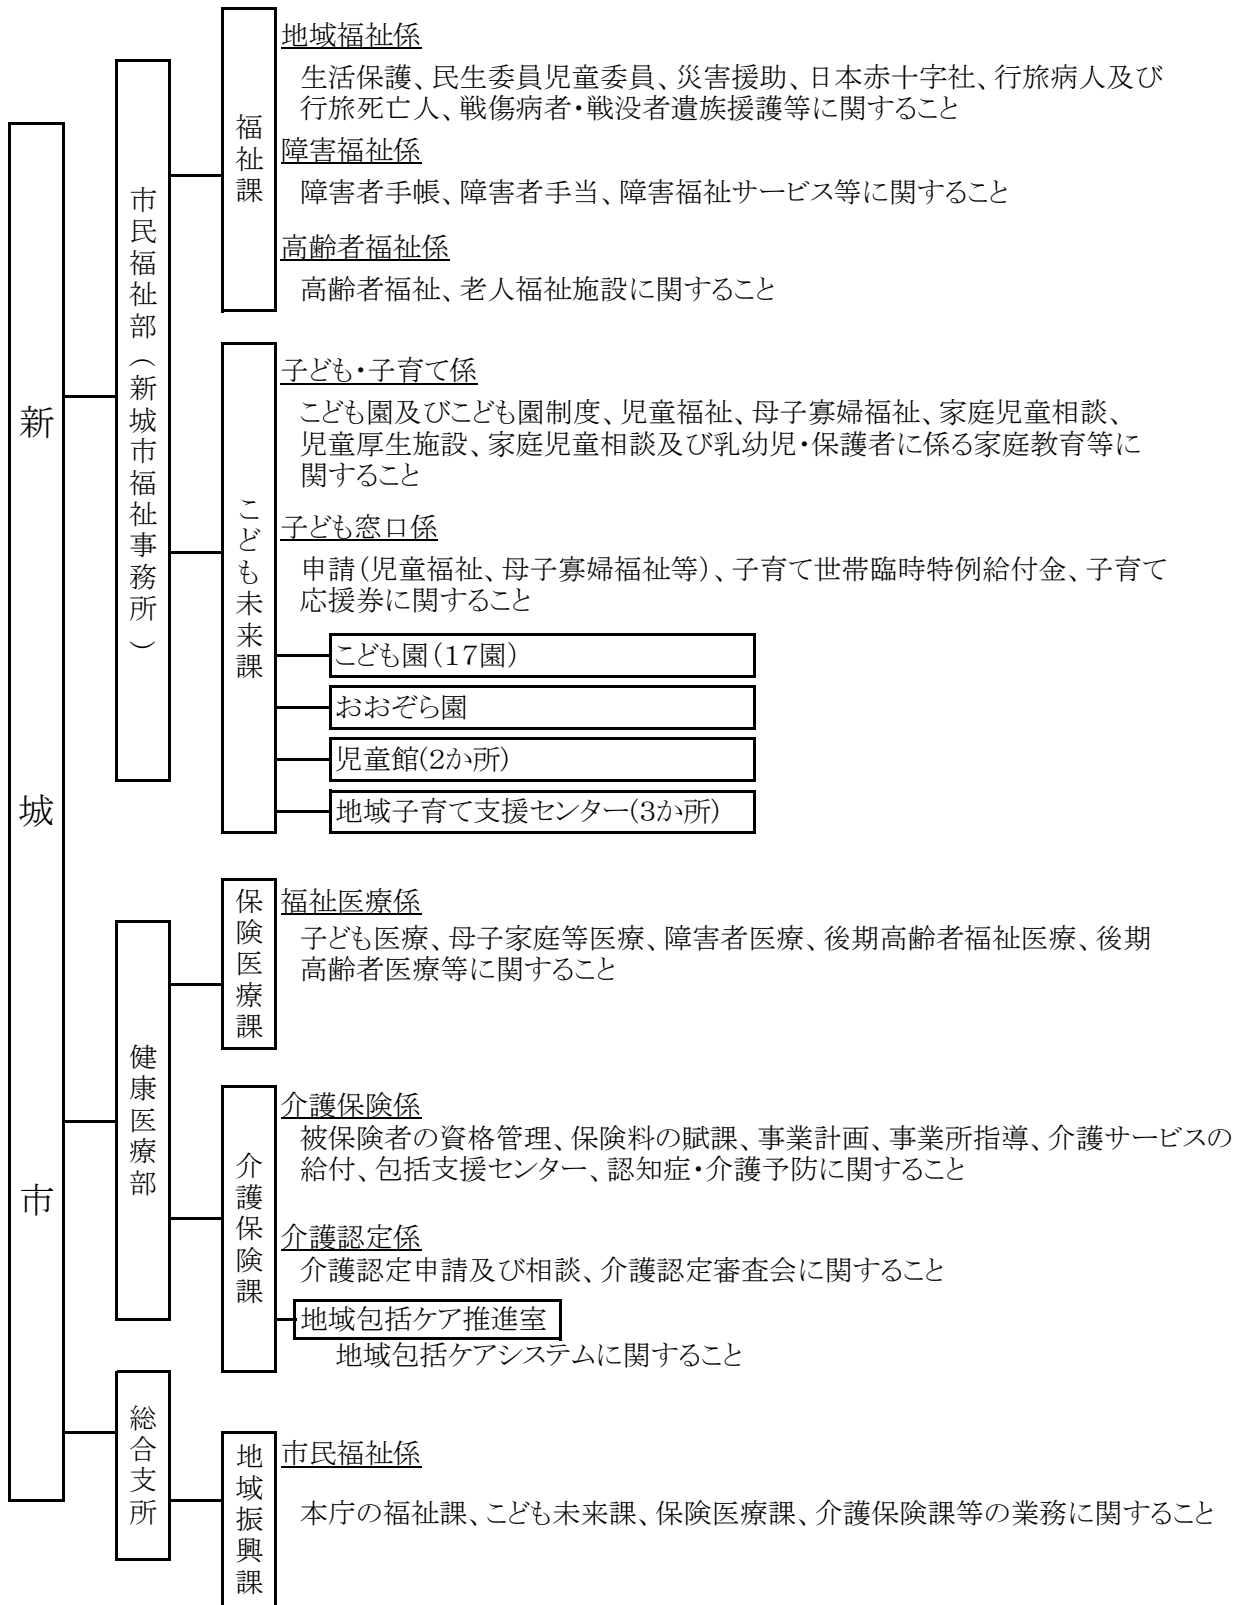 新城市
市民福祉部(新城市福祉事務所)
福祉課
地域福祉係
生活保護、民生委員児童委員、災害援助、日本赤十字社、行旅病人及び
行旅死亡人、戦傷病者・戦没者遺族援護等に関すること
障害福祉係
障害者手帳、障害者手当、障害福祉サービス等に関すること
高齢者福祉係
高齢者福祉、老人福祉施設に関すること
こども未来課
子ども・子育て係
こども園及びこども園制度、児童福祉、母子寡婦福祉、家庭児童相談、
児童厚生施設、家庭児童相談及び乳幼児・保護者に係る家庭教育等に
関すること
子ども窓口係
申請(児童福祉、母子寡婦福祉等)、子育て世帯臨時特例給付金、子育て
応援券に関すること
こども園(17園)
おおぞら園
児童館(2か所)
地域子育て支援センター(3か所)
健康医療部
保険医療課
福祉医療係
子ども医療、母子家庭等医療、障害者医療、後期高齢者福祉医療、後期
高齢者医療等に関すること
介護保険課
介護保険係
被保険者の資格管理、保険料の賦課、事業計画、事業所指導、介護サービスの
給付、包括支援センター、認知症・介護予防に関すること
介護認定係
介護認定申請及び相談、介護認定審査会に関すること
地域包括ケア推進室
地域包括ケアシステムに関すること
総合支所
地域振興課
市民福祉係
本庁の福祉課、こども未来課、保険医療課、介護保険課等の業務に関すること